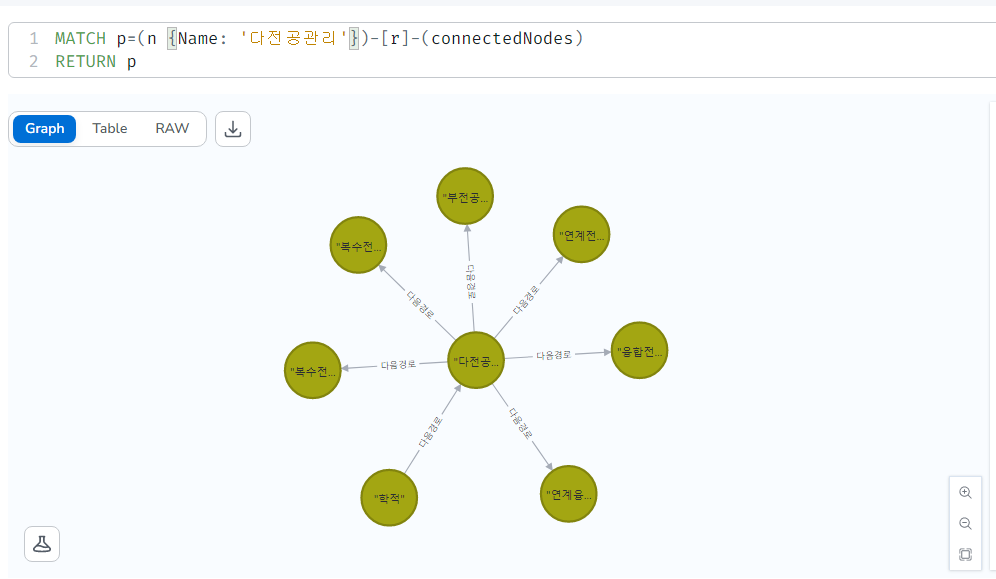 1 MATCH p=(n {Name: '다전공관리'})-[r]-(connectedNodes)
2 RETURN p
Graph Table RAW
"부전공...
"연계전...
"복수전...
다음경로
다음경로
다음경로
"융합전...
"다전공...
다음경로
다음경로
"복수전...
다음경로
다음경로
"학적"
"연계융...